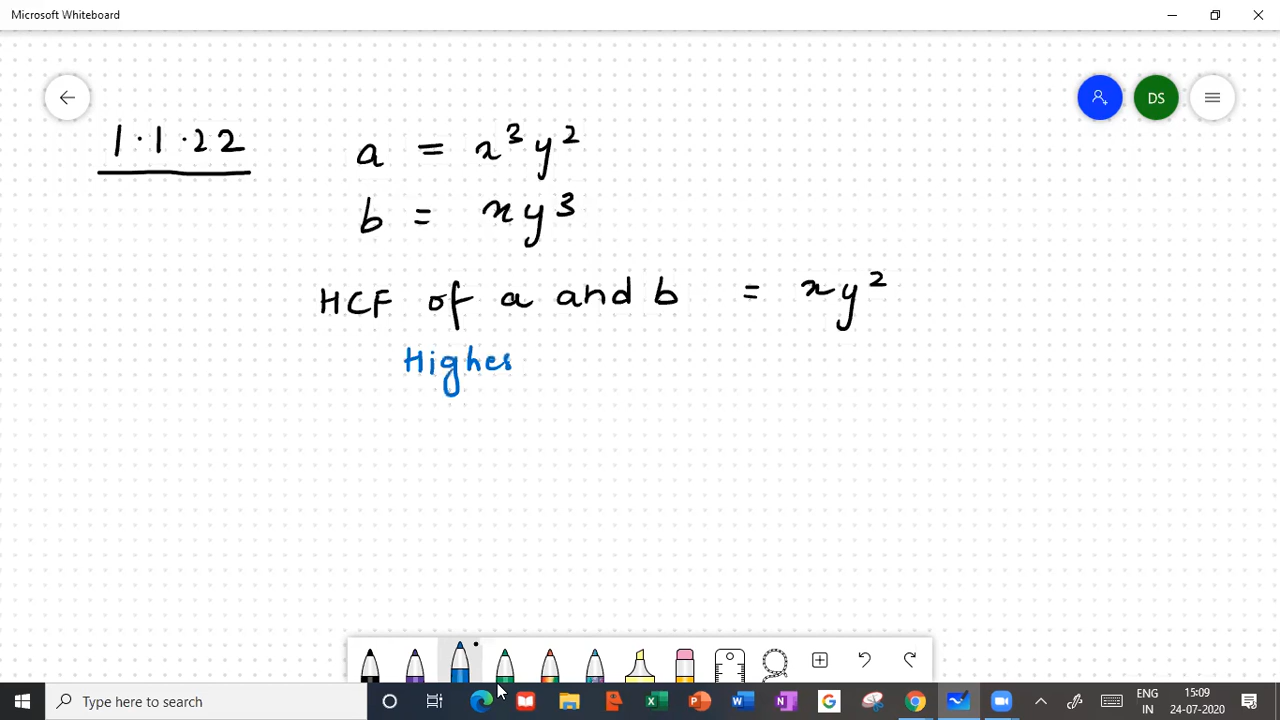 Microsoft Whiteboard
DS
1.1.22
a = x³y²
b = xy³
HCF of a and b = xy²
Highes
Type here to search
ENG
IN
15:09
24-07-2020